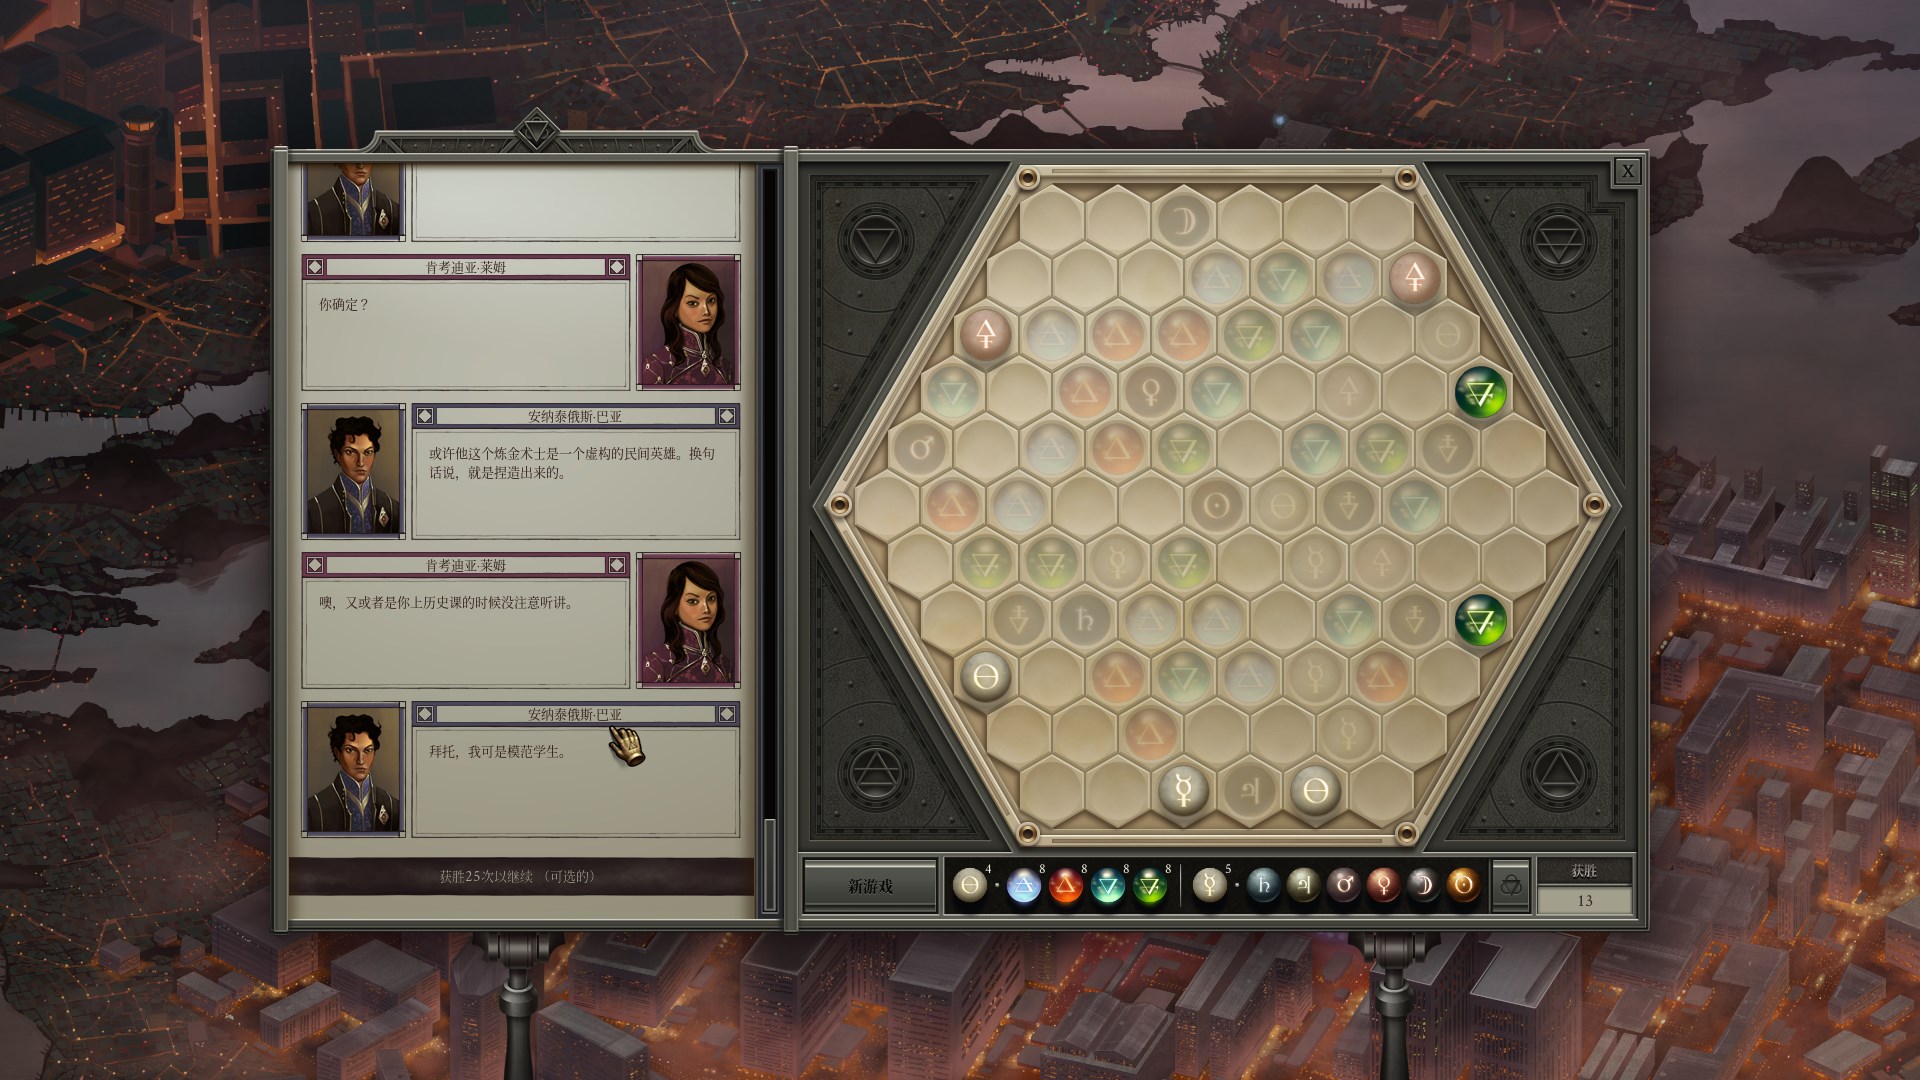 肯考迪亚·莱姆
你确定？
安纳泰俄斯·巴亚
或许他这个炼金术士是一个虚构的民间英雄。换句
话说，就是捏造出来的。
肯考迪亚·莱姆
噢，又或者是你上历史课的时候没注意听讲。
安纳泰俄斯·巴亚
拜托，我可是模范学生。
获胜25次以继续 （可选的）
X
新游戏
4 8 8 8 8 5
获胜
13